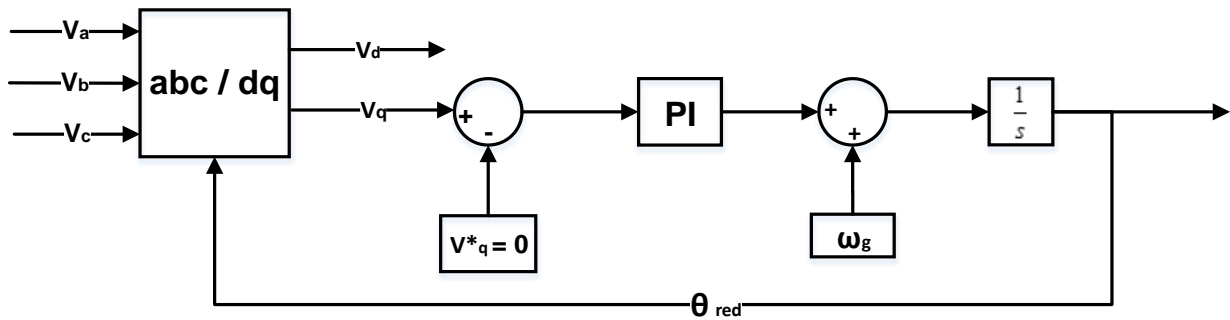 Va
Vb
Vc
abc / dq
Vd
Vq
+
-
V*q = 0
PI
+
+
ωg
1
s
θ red